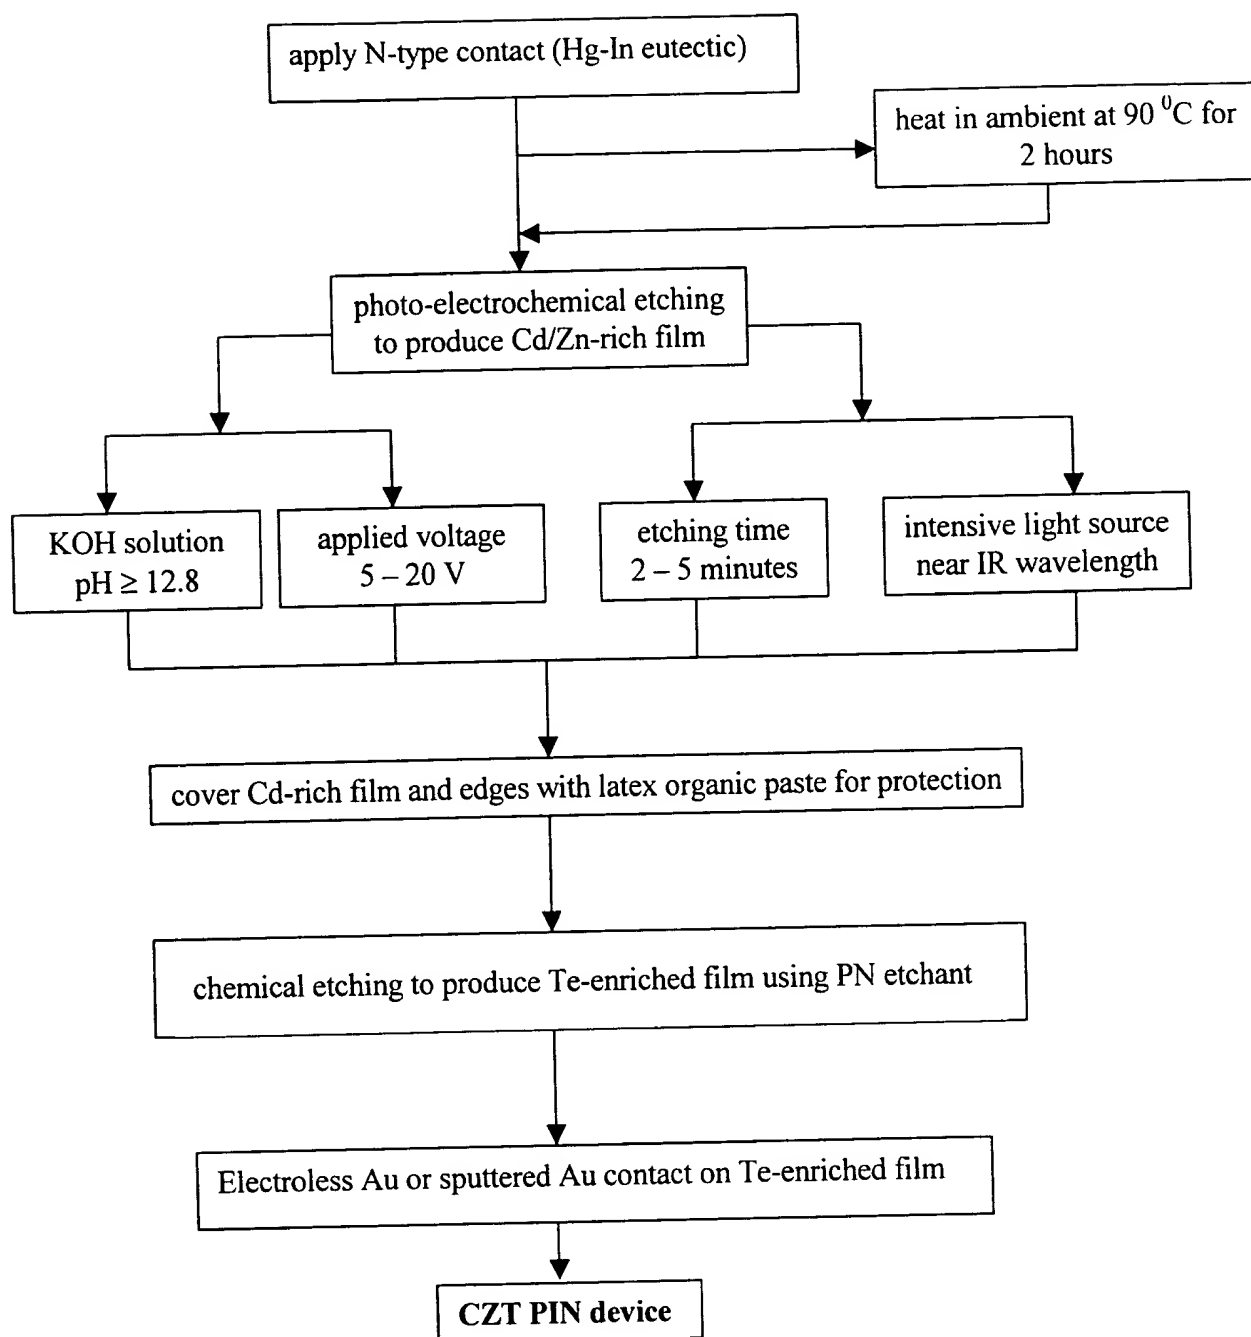 apply N-type contact (Hg-In eutectic)
heat in ambient at 90 ⁰C for
2 hours
photo-electrochemical etching
to produce Cd/Zn-rich film
KOH solution
pH ≥ 12.8
applied voltage
5 – 20 V
etching time
2 – 5 minutes
intensive light source
near IR wavelength
cover Cd-rich film and edges with latex organic paste for protection
chemical etching to produce Te-enriched film using PN etchant
Electroless Au or sputtered Au contact on Te-enriched film
CZT PIN device